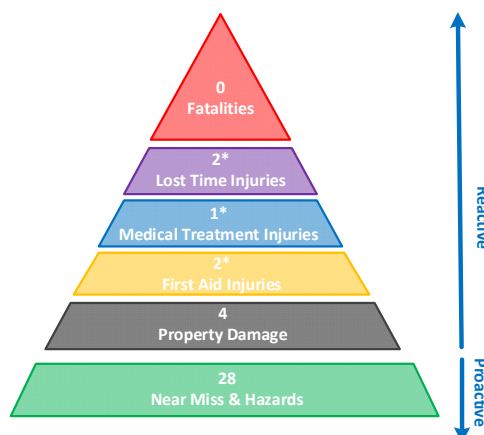 0
Fatalities
2*
Lost Time Injuries
1*
Medical Treatment Injuries
2*
First Aid Injuries
4
Property Damage
28
Near Miss & Hazards
Reactive
Proactive